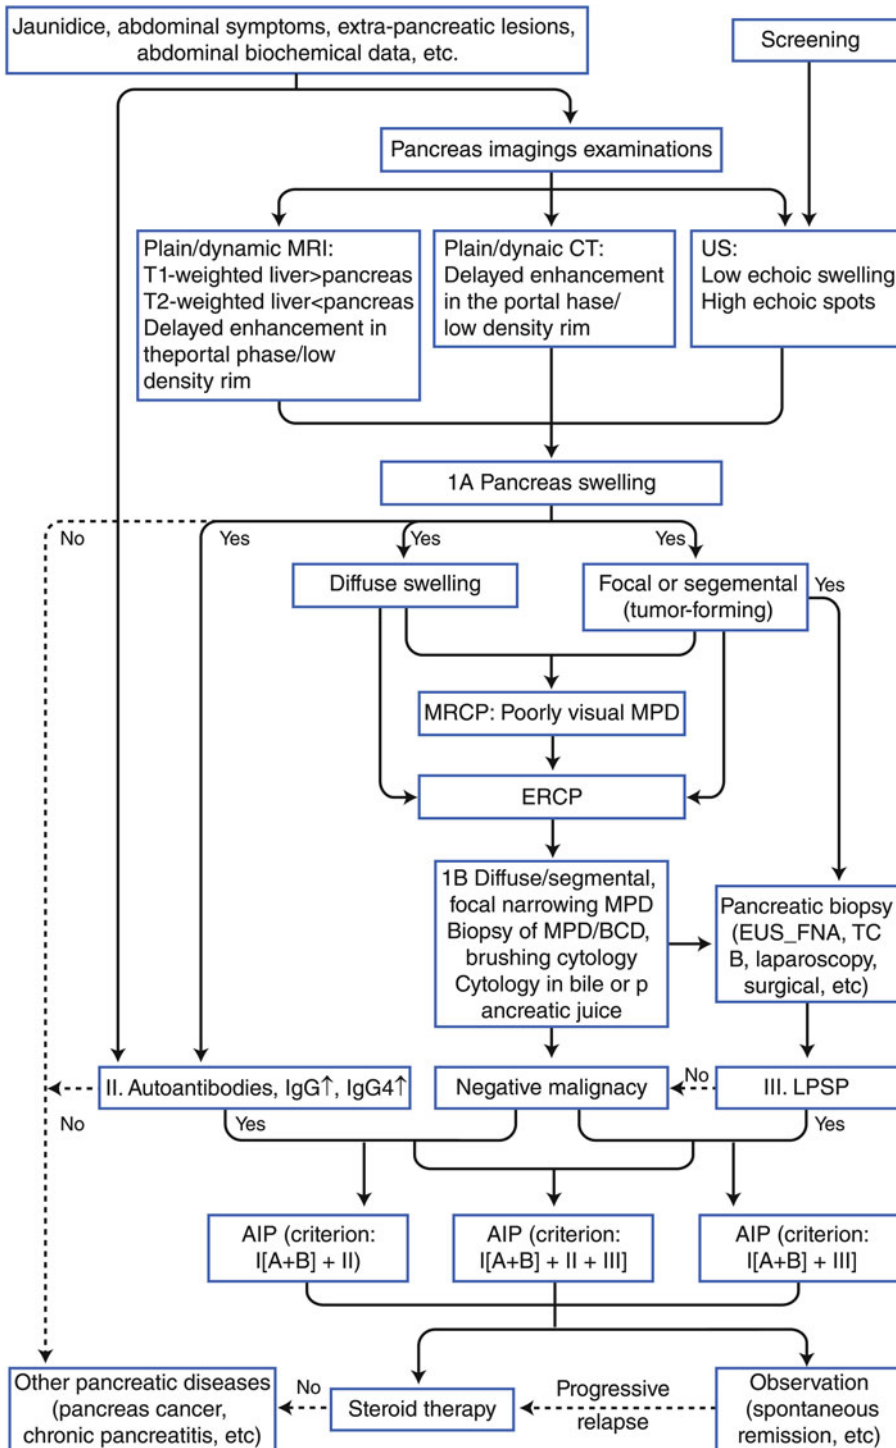 Jaunidice, abdominal symptoms, extra-pancreatic lesions,
abdominal biochemical data, etc.
Screening
Pancreas imagings examinations
Plain/dynamic MRI:
T1-weighted liver>pancreas
T2-weighted liver<pancreas
Delayed enhancement in
theportal phase/low
density rim
Plain/dynaic CT:
Delayed enhancement
in the portal hase/
low density rim
US:
Low echoic swelling
High echoic spots
1A Pancreas swelling
No
Yes
Yes
Yes
Diffuse swelling
Focal or segemental
(tumor-forming)
Yes
MRCP: Poorly visual MPD
ERCP
1B Diffuse/segmental,
focal narrowing MPD
Biopsy of MPD/BCD,
brushing cytology
Cytology in bile or p
ancreatic juice
Pancreatic biopsy
(EUS_FNA, TC
B, laparoscopy,
surgical, etc)
II. Autoantibodies, IgG↑, IgG4↑
Negative malignacy
No
III. LPSP
No
Yes
Yes
AIP (criterion:
I[A+B] + II)
AIP (criterion:
I[A+B] + II + III]
AIP (criterion:
I[A+B] + III]
Other pancreatic diseases
(pancreas cancer,
chronic pancreatitis, etc)
No
Steroid therapy
Progressive
relapse
Observation
(spontaneous
remission, etc)